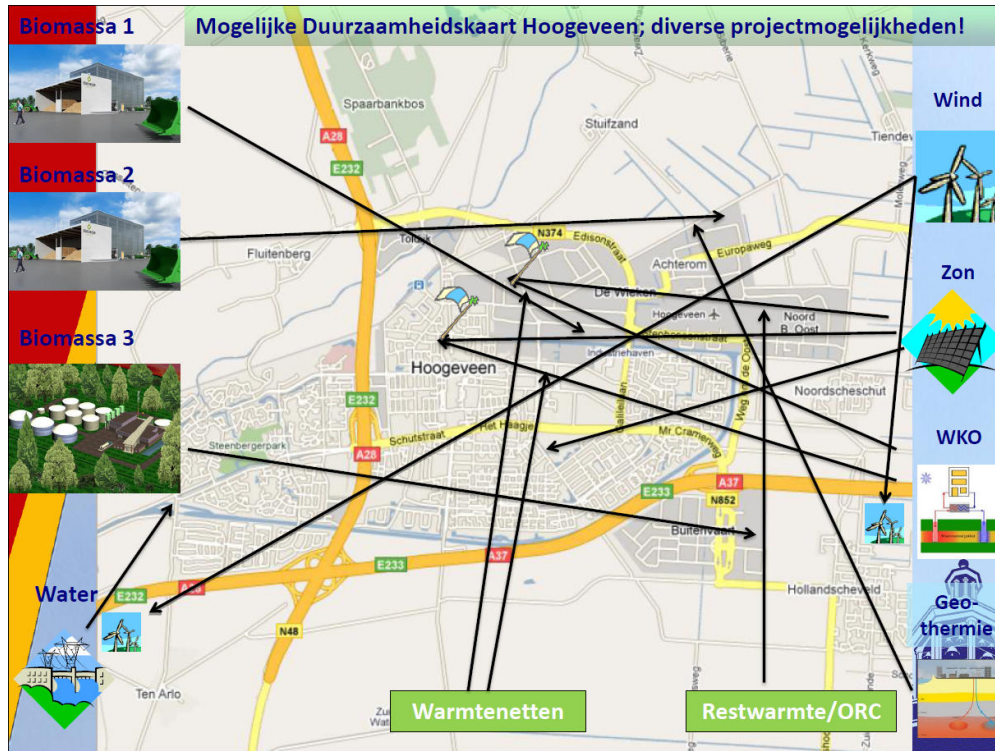 Mogelijke Duurzaamheidskaart Hoogeveen; diverse projectmogelijkheden!
Biomassa 1
Biomassa 2
Biomassa 3
Water
Wind
Zon
WKO
Geo-
thermie
Warmtenetten
Restwarmte/ORC
Spaarbankbos
Stuifzand
Tiendew
Kerkweg
A28
E232
Fluitenberg
N374
Edisonstraat
Europaweg
Achterom
De Wieken
Hoogeveen
Noord
B. Oost
Industriehaven
Hoogeveen
Noordscheschut
E232
Steenbergerpark
Schutstraat
Het Haagje
Mr Cramerweg
A28
A37
E233
N852
Buitenvaart
A37
E233
E232
Hollandscheveld
N48
Ten Arlo